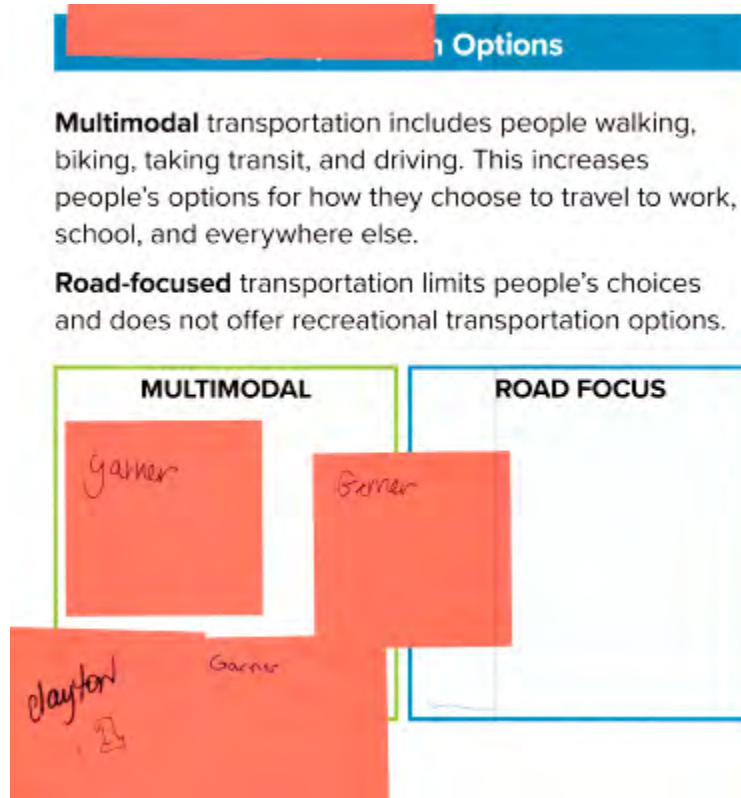 Options
Multimodal transportation includes people walking,
biking, taking transit, and driving. This increases
people's options for how they choose to travel to work,
school, and everywhere else.
Road-focused transportation limits people's choices
and does not offer recreational transportation options.
MULTIMODAL
ROAD FOCUS
Garner
Garner
Clayton
Garner